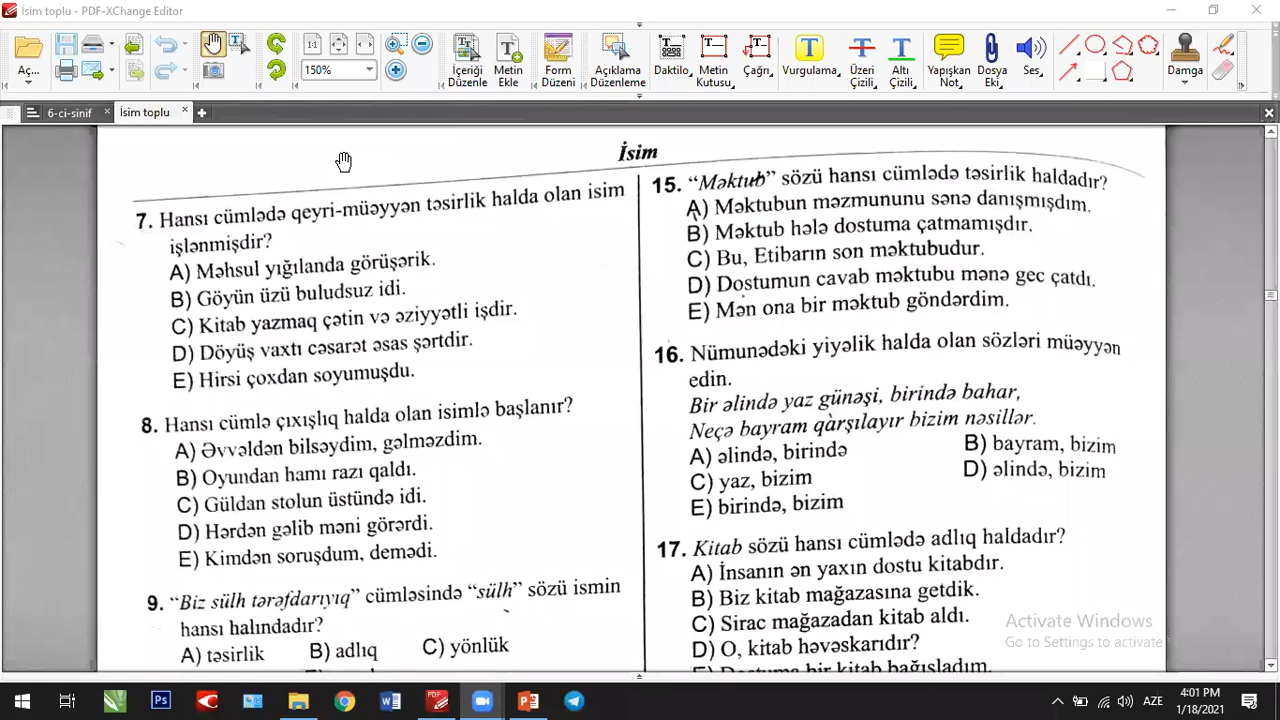 İsim toplu - PDF-XChange Editor
Aç...
150%
İçeriği Düzenle
Metin Ekle
Form Düzeni
Açıklama Düzenleme
Daktilo
Metin Kutusu
Çağrı
Vurgulama
Üzeri Çizili
Altı Çizili
Yapışkan Not
Dosya Eki
Ses
Damga
6-ci-sinif
İsim toplu
İsim
7. Hansı cümlədə qeyri-müəyyən təsirlik halda olan isim
işlənmişdir?
A) Məhsul yığılanda görüşərik.
B) Göyün üzü buludsuz idi.
C) Kitab yazmaq çətin və əziyyətli işdir.
D) Döyüş vaxtı cəsarət əsas şərtdir.
E) Hirsi çoxdan soyumuşdu.
8. Hansı cümlə çıxışlıq halda olan isimlə başlanır?
A) Əvvəldən bilsəydim, gəlməzdim.
B) Oyundan hamı razı qaldı.
C) Güldan stolun üstündə idi.
D) Hərdən gəlib məni görərdi.
E) Kimdən soruşdum, demədi.
9. "Biz sülh tərəfdarıyıq" cümləsində "sülh" sözü ismin
hansı halındadır?
A) təsirlik B) adlıq C) yönlük
15. "Məktub" sözü hansı cümlədə təsirlik haldadır?
A) Məktubun məzmununu sənə danışmışdım.
B) Məktub hələ dostuma çatmamışdır.
C) Bu, Etibarın son məktubudur.
D) Dostumun cavab məktubu mənə gec çatdı.
E) Mən ona bir məktub göndərdim.
16. Nümunədəki yiyəlik halda olan sözləri müəyyən
edin.
Bir əlində yaz günəşi, birində bahar,
Neçə bayram qarşılayır bizim nəsillər.
A) əlində, birində B) bayram, bizim
C) yaz, bizim D) əlində, bizim
E) birində, bizim
17. Kitab sözü hansı cümlədə adlıq haldadır?
A) İnsanın ən yaxın dostu kitabdır.
B) Biz kitab mağazasına getdik.
C) Sirac mağazadan kitab aldı.
D) O, kitab həvəskarıdır?
E) Dostuma bir kitab bağışladım.
Activate Windows
Go to Settings to activate
AZE
4:01 PM
1/18/2021